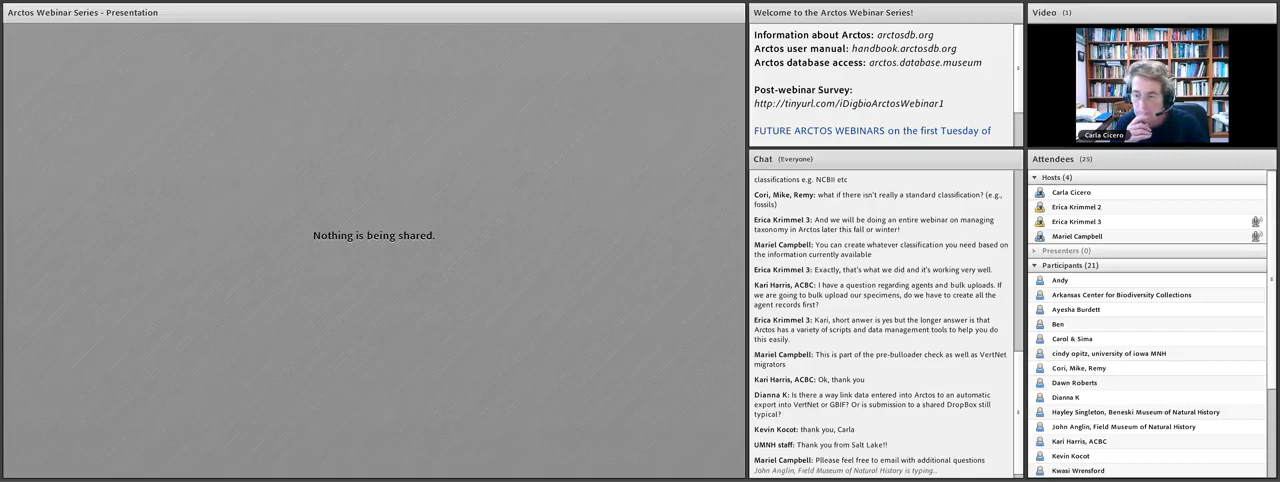 Arctos Webinar Series - Presentation
Nothing is being shared.
Welcome to the Arctos Webinar Series!
Information about Arctos: arctosdb.org
Arctos user manual: handbook.arctosdb.org
Arctos database access: arctos.database.museum
Post-webinar Survey:
http://tinyurl.com/iDigbioArctosWebinar1
FUTURE ARCTOS WEBINARS on the first Tuesday of
Chat (Everyone)
classifications e.g. NCBII etc
Cori, Mike, Remy: what if there isn't really a standard classification? (e.g.,
fossils)
Erica Krimmel 3: And we will be doing an entire webinar on managing
taxonomy in Arctos later this fall or winter!
Mariel Campbell: You can create whatever classification you need based on
the information currently available
Erica Krimmel 3: Exactly, that's what we did and it's working very well.
Kari Harris, ACBC: I have a question regarding agents and bulk uploads. If
we are going to bulk upload our specimens, do we have to create all the
agent records first?
Erica Krimmel 3: Kari, short anwer is yes but the longer answer is that
Arctos has a variety of scripts and data management tools to help you do
this easily.
Mariel Campbell: This is part of the pre-bulloader check as well as VertNet
migrators
Kari Harris, ACBC: Ok, thank you
Dianna K: Is there a way link data entered into Arctos to an automatic
export into VertNet or GBIF? Or is submission to a shared DropBox still
typical?
Kevin Kocot: thank you, Carla
UMNH staff: Thank you from Salt Lake!!
Mariel Campbell: Pllease feel free to email with additional questions
John Anglin, Field Museum of Natural History is typing...
Video (1)
Carla Cicero
Attendees (25)
Hosts (4)
Carla Cicero
Erica Krimmel 2
Erica Krimmel 3
Mariel Campbell
Presenters (0)
Participants (21)
Andy
Arkansas Center for Biodiversity Collections
Ayesha Burdett
Ben
Carol & Sima
cindy opitz, university of iowa MNH
Cori, Mike, Remy
Dawn Roberts
Dianna K
Hayley Singleton, Beneski Museum of Natural History
John Anglin, Field Museum of Natural History
Kari Harris, ACBC
Kevin Kocot
Kwasi Wrensford